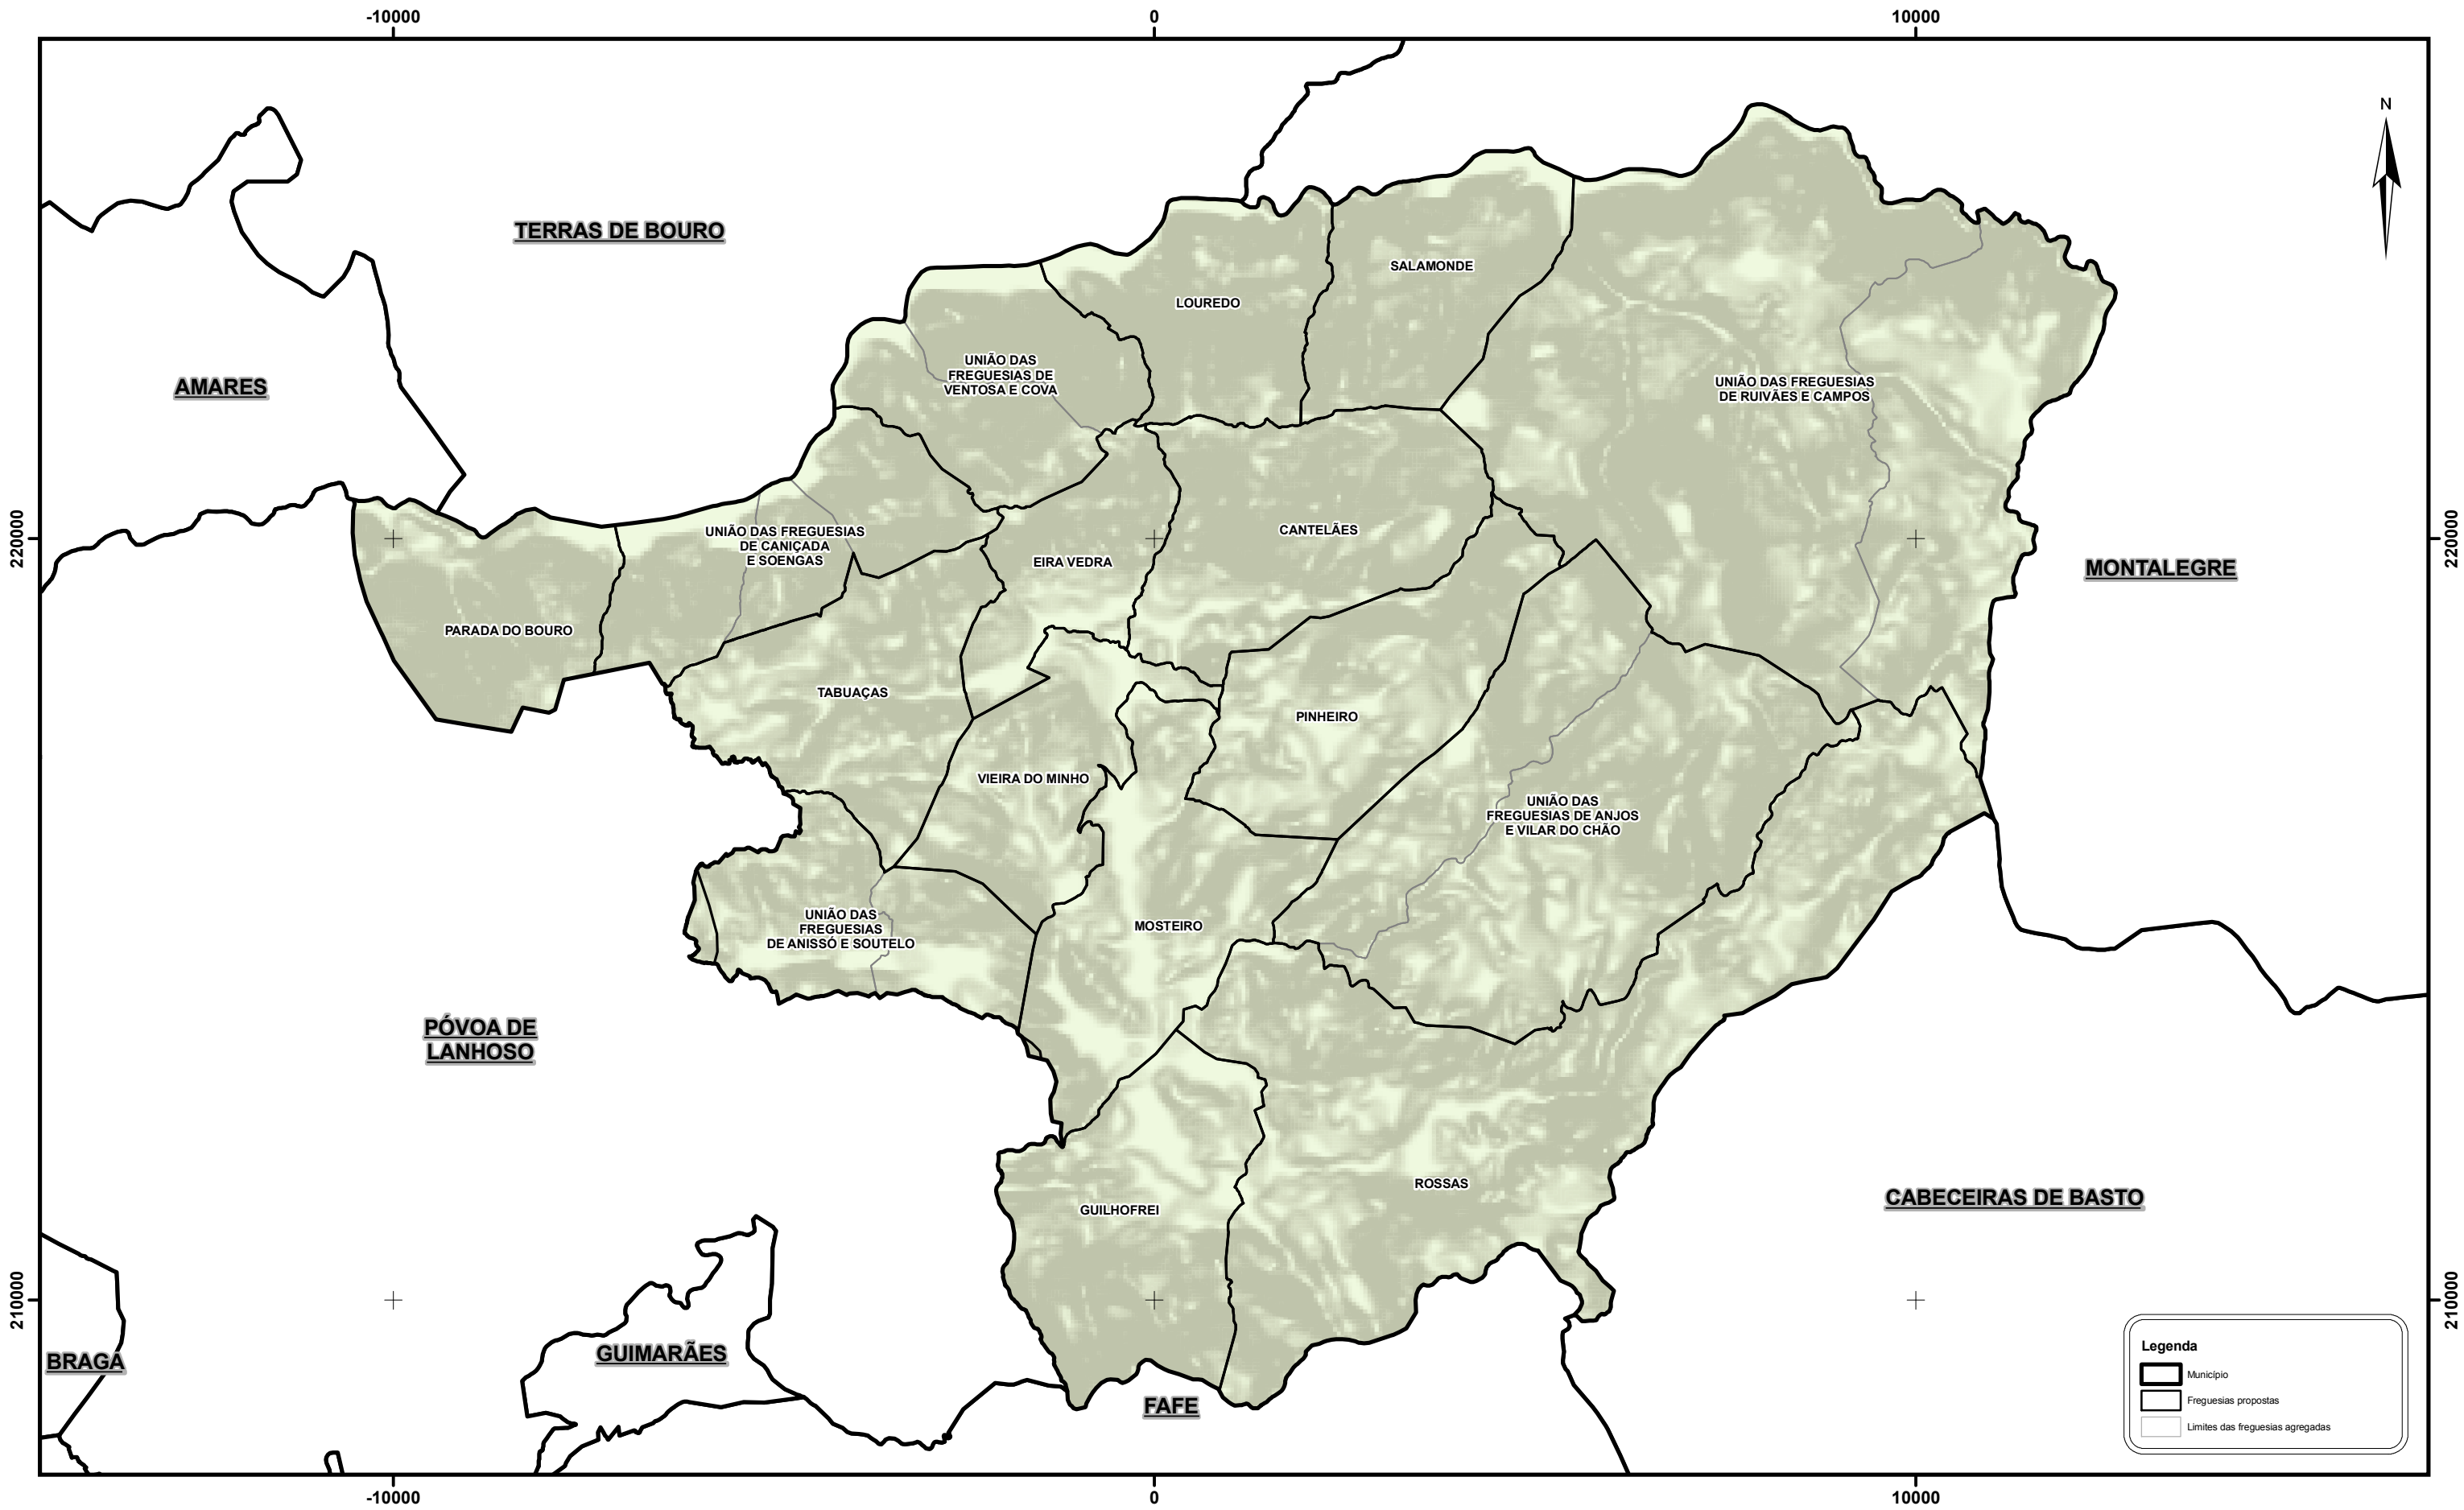 -10000
0
10000
N
TERRAS DE BOURO
SALAMONDE
LOUREDO
UNIÃO DAS
FREGUESIAS DE
VENTOSA E COVA
AMARES
UNIÃO DAS FREGUESIAS
DE RUIVÃES E CAMPOS
220000
220000
UNIÃO DAS FREGUESIAS
DE CANIÇADA
E SOENGAS
CANTELÃES
EIRA VEDRA
MONTALEGRE
PARADA DO BOURO
TABUAÇAS
PINHEIRO
VIEIRA DO MINHO
UNIÃO DAS
FREGUESIAS DE ANJOS
E VILAR DO CHÃO
UNIÃO DAS
FREGUESIAS
DE ANISSÓ E SOUTELO
MOSTEIRO
PÓVOA DE
LANHOSO
ROSSAS
CABECEIRAS DE BASTO
GUILHOFREI
210000
210000
BRAGA
GUIMARÃES
FAFE
Legenda
Município
Freguesias propostas
Limites das freguesias agregadas
-10000
0
10000